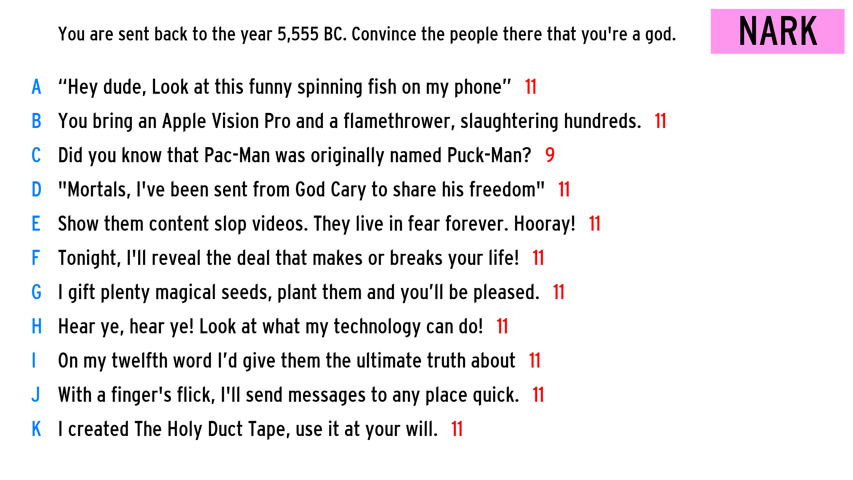 You are sent back to the year 5,555 BC. Convince the people there that you're a god.
NARK
A “Hey dude, Look at this funny spinning fish on my phone” 11
B You bring an Apple Vision Pro and a flamethrower, slaughtering hundreds. 11
C Did you know that Pac-Man was originally named Puck-Man? 9
D "Mortals, I've been sent from God Cary to share his freedom" 11
E Show them content slop videos. They live in fear forever. Hooray! 11
F Tonight, I'll reveal the deal that makes or breaks your life! 11
G I gift plenty magical seeds, plant them and you’ll be pleased. 11
H Hear ye, hear ye! Look at what my technology can do! 11
I On my twelfth word I’d give them the ultimate truth about 11
J With a finger's flick, I'll send messages to any place quick. 11
K I created The Holy Duct Tape, use it at your will. 11